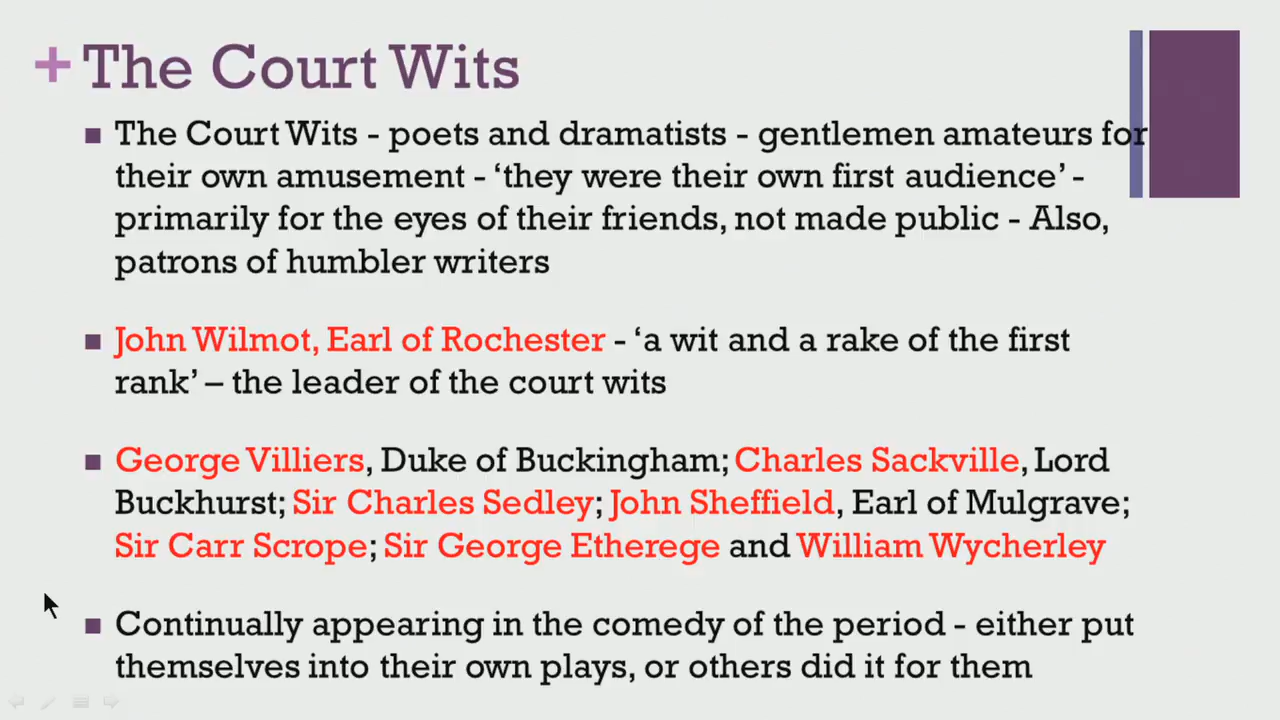 + The Court Wits
■ The Court Wits - poets and dramatists - gentlemen amateurs for
their own amusement - ‘they were their own first audience’ -
primarily for the eyes of their friends, not made public - Also,
patrons of humbler writers
■ John Wilmot, Earl of Rochester - ‘a wit and a rake of the first
rank’ – the leader of the court wits
■ George Villiers, Duke of Buckingham; Charles Sackville, Lord
Buckhurst; Sir Charles Sedley; John Sheffield, Earl of Mulgrave;
Sir Carr Scrope; Sir George Etherege and William Wycherley
■ Continually appearing in the comedy of the period - either put
themselves into their own plays, or others did it for them